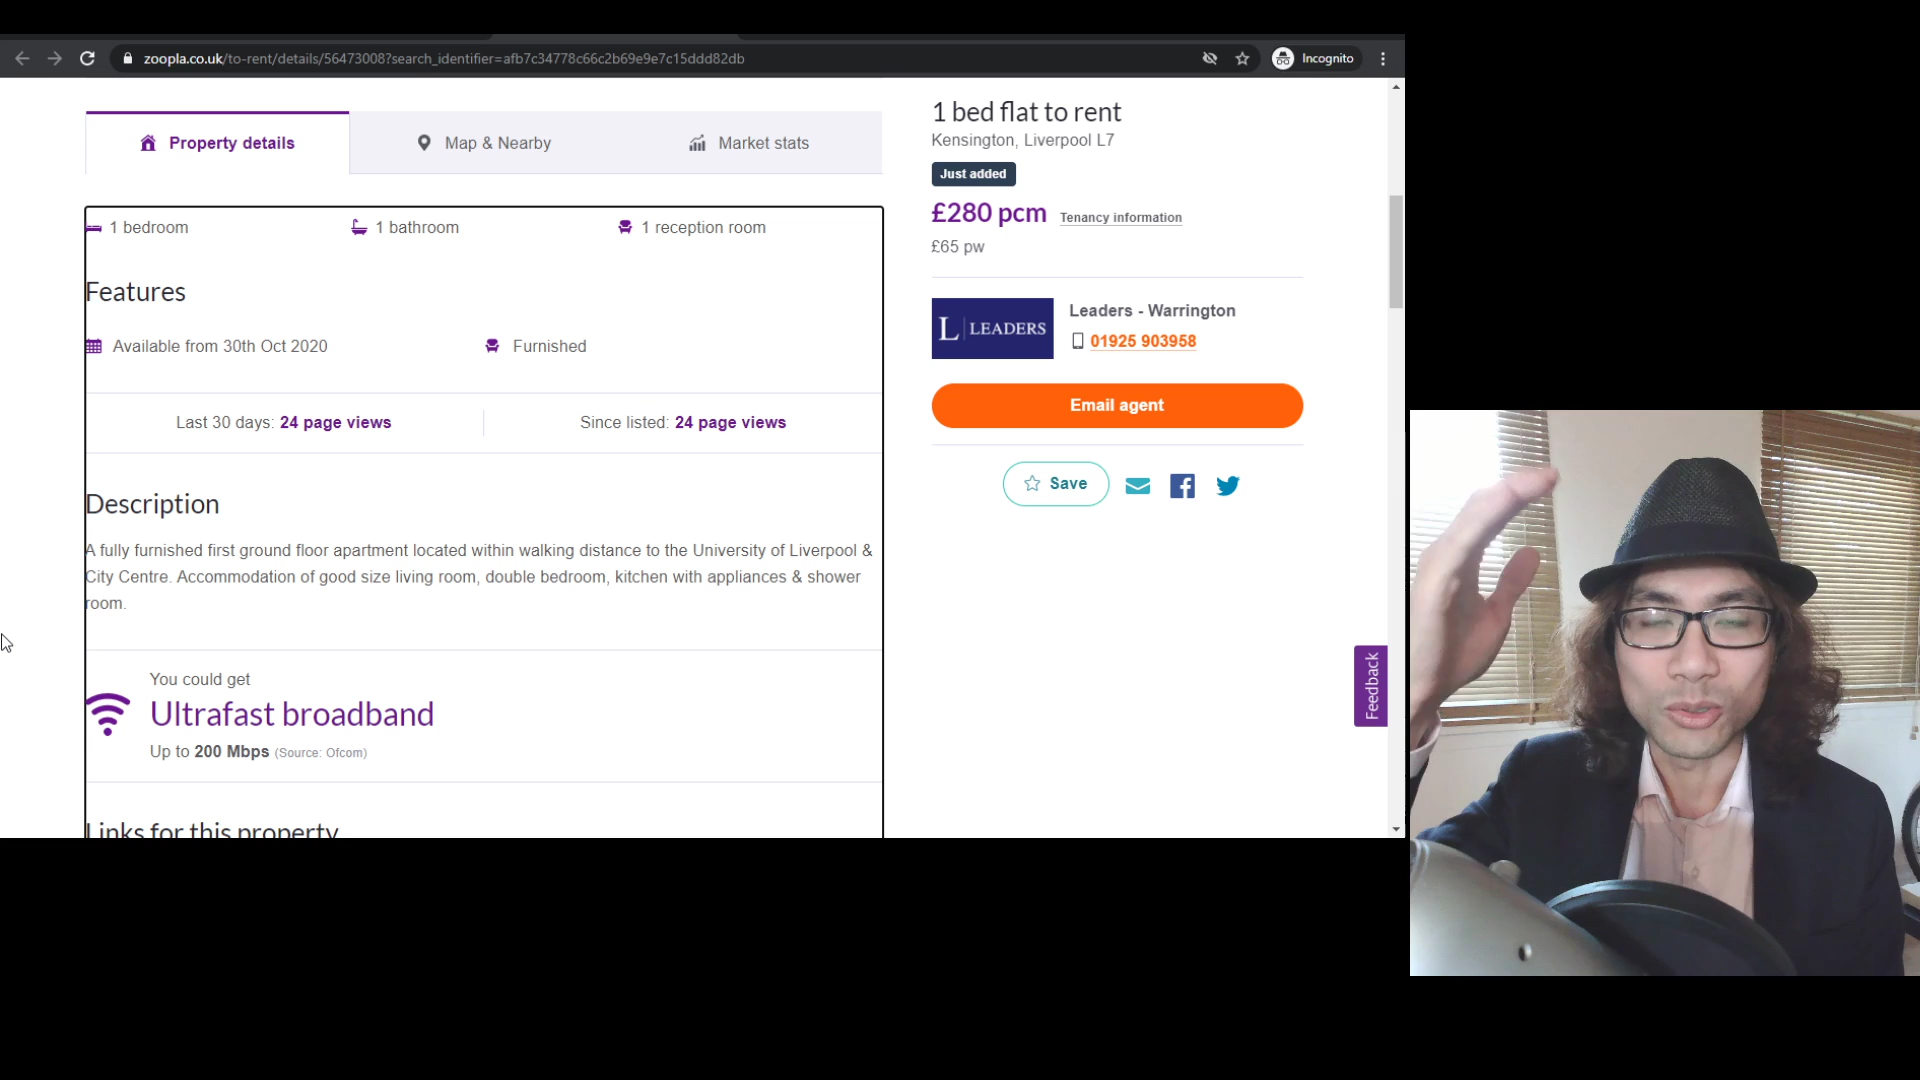 zoopla.co.uk/to-rent/details/56473008?search_identifier=afb7c34778c66c2b69e9e7c15ddd82db
Incognito
Property details
Map & Nearby
Market stats
1 bedroom
1 bathroom
1 reception room
Features
Available from 30th Oct 2020
Furnished
Last 30 days: 24 page views
Since listed: 24 page views
Description
A fully furnished first ground floor apartment located within walking distance to the University of Liverpool &
City Centre. Accommodation of good size living room, double bedroom, kitchen with appliances & shower
room.
You could get
Ultrafast broadband
Up to 200 Mbps (Source: Ofcom)
Links for this property
1 bed flat to rent
Kensington, Liverpool L7
Just added
£280 pcm Tenancy information
£65 pw
L LEADERS
Leaders - Warrington
01925 903958
Email agent
Save
Feedback